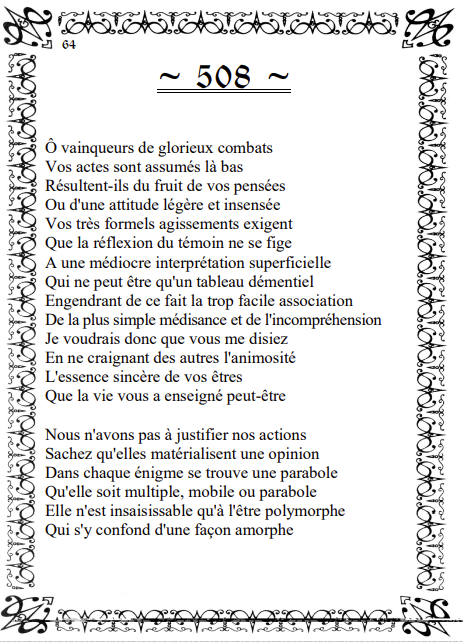 64
~ 508 ~
Ô vainqueurs de glorieux combats
Vos actes sont assumés là bas
Résultent-ils du fruit de vos pensées
Ou d'une attitude légère et insensée
Vos très formels agissements exigent
Que la réflexion du témoin ne se fige
A une médiocre interprétation superficielle
Qui ne peut être qu'un tableau démentiel
Engendrant de ce fait la trop facile association
De la plus simple médisance et de l'incompréhension
Je voudrais donc que vous me disiez
En ne craignant des autres l'animosité
L'essence sincère de vos êtres
Que la vie vous a enseigné peut-être
Nous n'avons pas à justifier nos actions
Sachez qu'elles matérialisent une opinion
Dans chaque énigme se trouve une parabole
Qu'elle soit multiple, mobile ou parabole
Elle n'est insaisissable qu'à l'être polymorphe
Qui s'y confond d'une façon amorphe